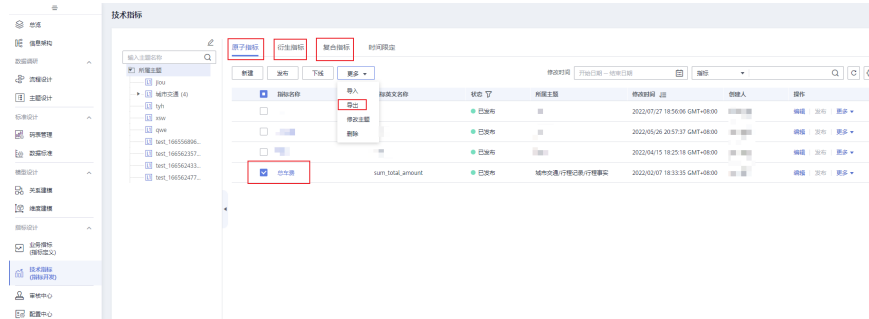 技术指标
总览
信息架构
数据调研
流程设计
主题设计
标准设计
码表管理
数据标准
模型设计
关系建模
维度建模
指标设计
业务指标
(指标定义)
技术指标
(指标开发)
审核中心
配置中心
输入主题名称
所属主题
jlou
城市交通 (4)
tyh
xsw
qwe
test_166556896...
test_166562357...
test_166562433...
test_166562477...
原子指标 衍生指标 复合指标 时间限定
新建 发布 下线 更多 修改时间 开始日期 – 结束日期 指标
导入
导出
修改主题
删除
指标名称 标英文名称 状态 所属主题 修改时间 创建人 操作
已发布 2022/07/27 18:56:06 GMT+08:00 编辑 发布 更多
已发布 2022/05/26 20:57:37 GMT+08:00 编辑 发布 更多
已发布 2022/04/15 18:25:18 GMT+08:00 编辑 发布 更多
总车费 sum_total_amount 已发布 城市交通/行程记录/行程事实 2022/02/07 18:33:35 GMT+08:00 编辑 发布 更多